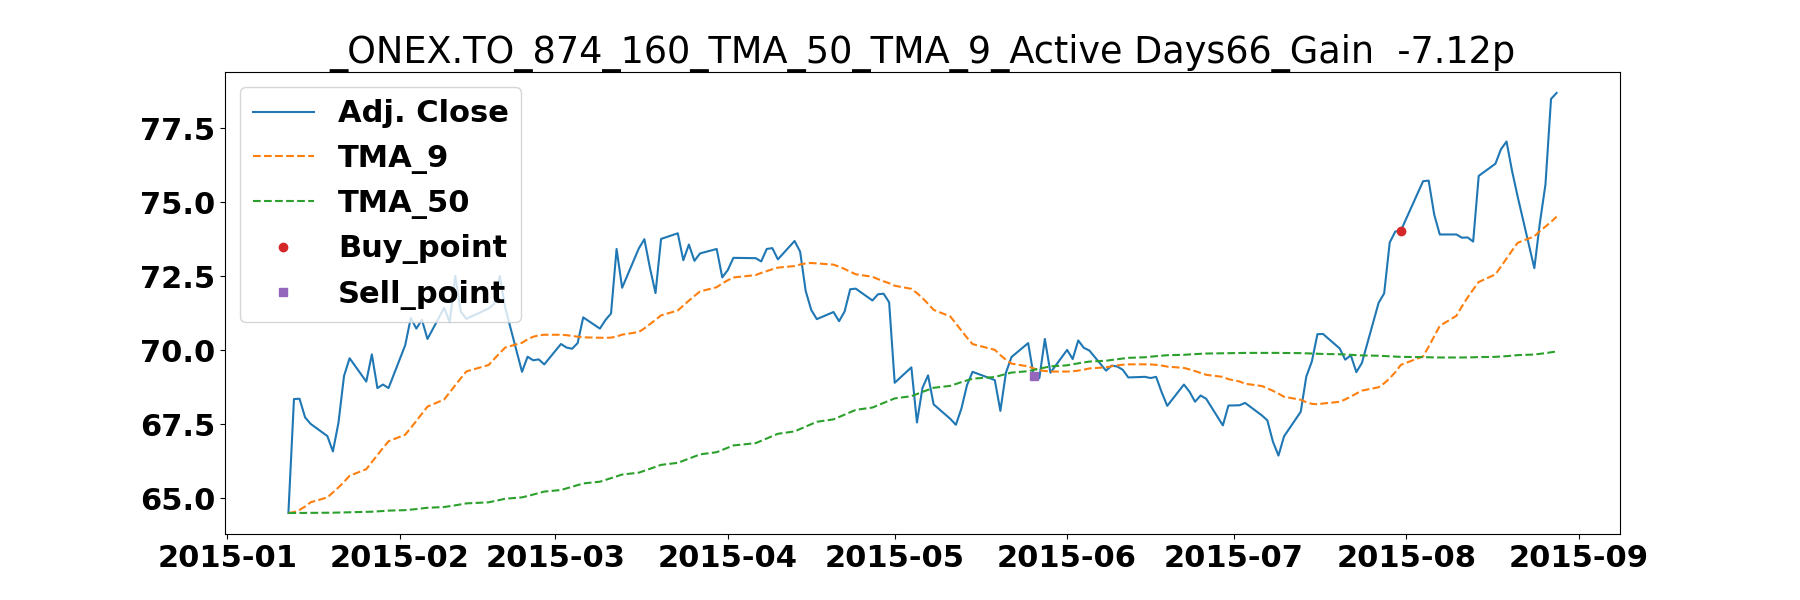 _ONEX.TO_874_160_TMA_50_TMA_9_Active Days66_Gain  -7.12p
Adj. Close
TMA_9
TMA_50
Buy_point
Sell_point
77.5
75.0
72.5
70.0
67.5
65.0
2015-01 2015-02 2015-03 2015-04 2015-05 2015-06 2015-07 2015-08 2015-09